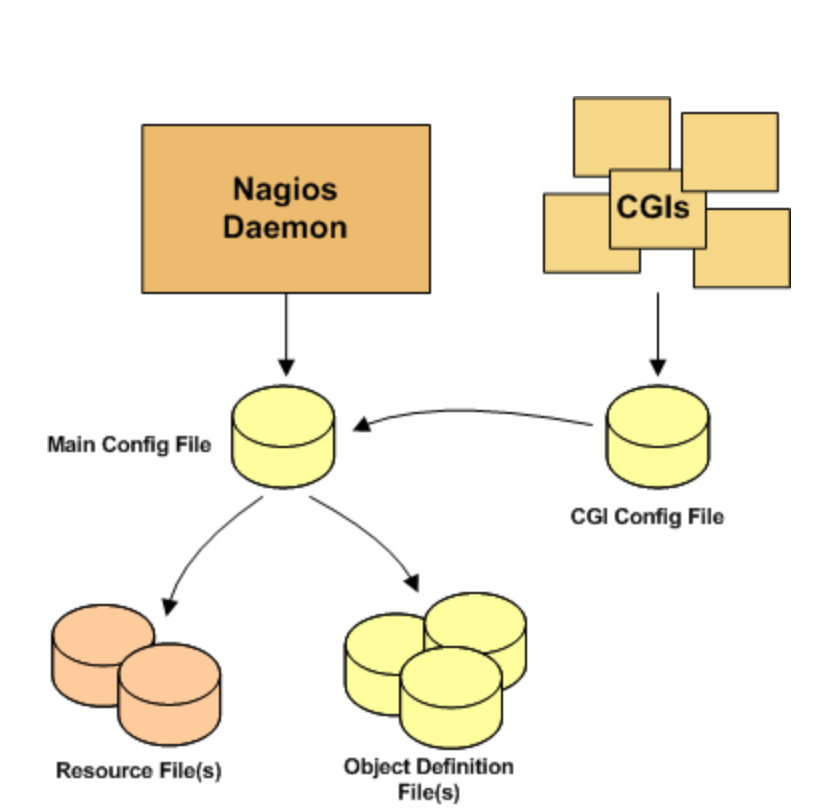 Nagios
Daemon
CGIs
Main Config File
CGI Config File
Resource File(s)
Object Definition
File(s)